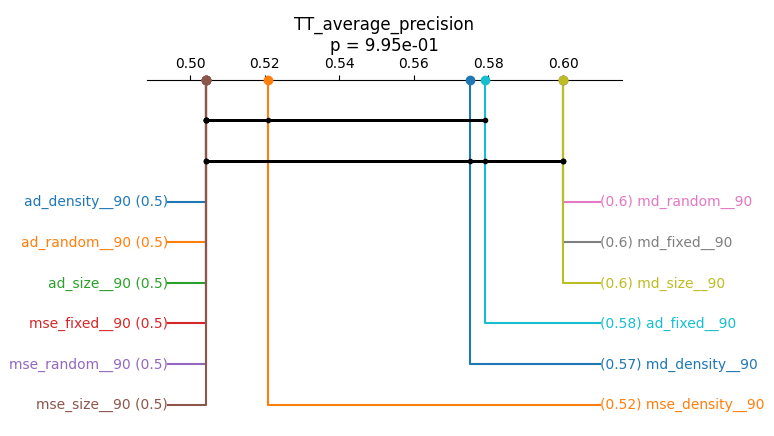 TT_average_precision
p = 9.95e-01
0.50 0.52 0.54 0.56 0.58 0.60
ad_density__90 (0.5)
(0.6) md_random__90
ad_random__90 (0.5)
(0.6) md_fixed__90
ad_size__90 (0.5)
(0.6) md_size__90
mse_fixed__90 (0.5)
(0.58) ad_fixed__90
mse_random__90 (0.5)
(0.57) md_density__90
mse_size__90 (0.5)
(0.52) mse_density__90